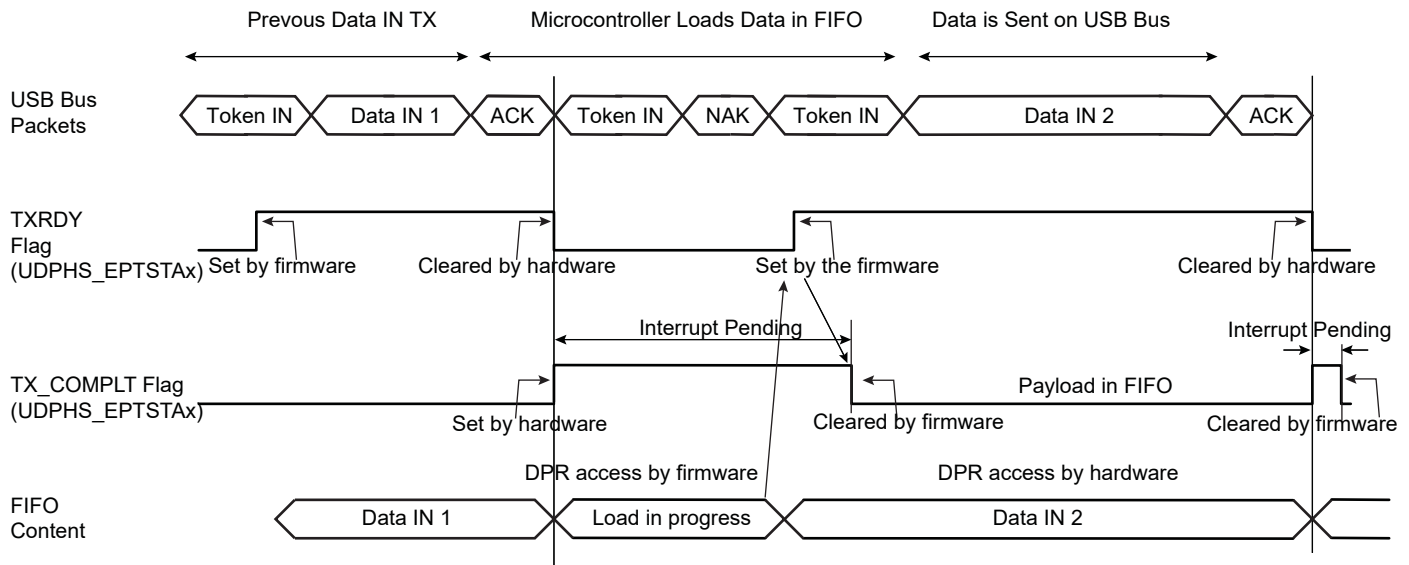 Prevous Data IN TX
Microcontroller Loads Data in FIFO
Data is Sent on USB Bus
USB Bus
Packets
Token IN
Data IN 1
ACK
Token IN
NAK
Token IN
Data IN 2
ACK
TXRDY
Flag
(UDPHS_EPTSTAx)
Set by firmware
Cleared by hardware
Set by the firmware
Cleared by hardware
Interrupt Pending
Interrupt Pending
TX_COMPLT Flag
(UDPHS_EPTSTAx)
Payload in FIFO
Set by hardware
Cleared by firmware
Cleared by firmware
DPR access by firmware
DPR access by hardware
FIFO
Content
Data IN 1
Load in progress
Data IN 2